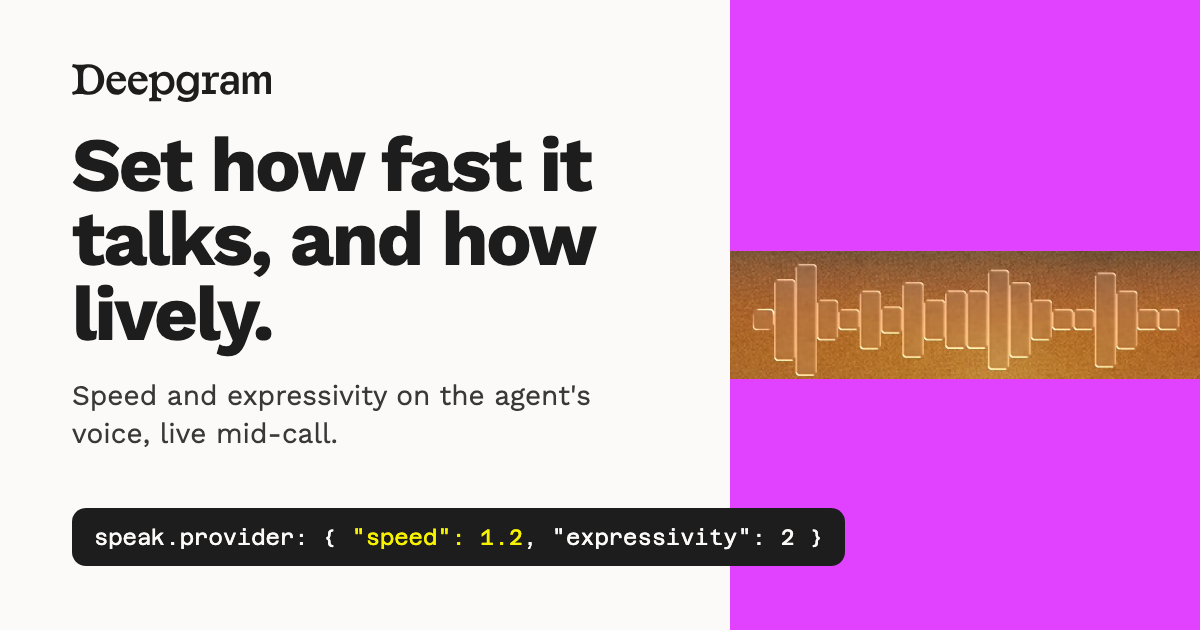 Deepgram
Set how fast it
talks, and how
lively.
Speed and expressivity on the agent's
voice, live mid-call.
speak.provider: { "speed": 1.2, "expressivity": 2 }